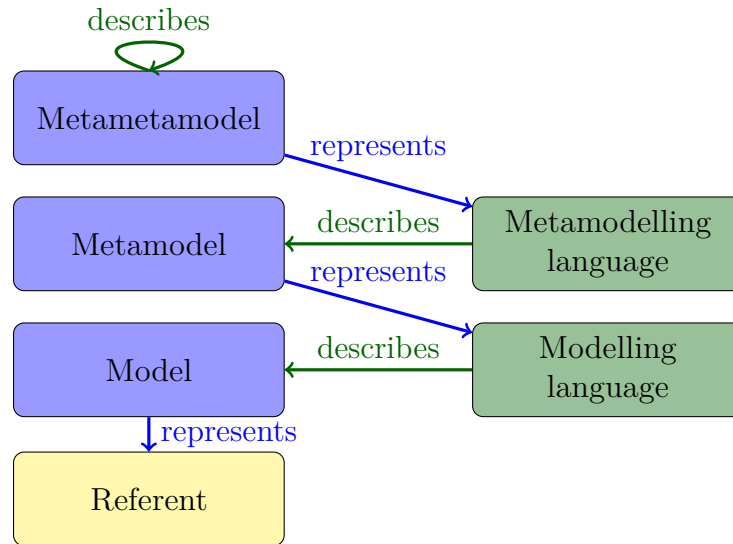 describes
Metametamodel
represents
Metamodel
describes
Metamodelling
language
represents
Model
describes
Modelling
language
represents
Referent